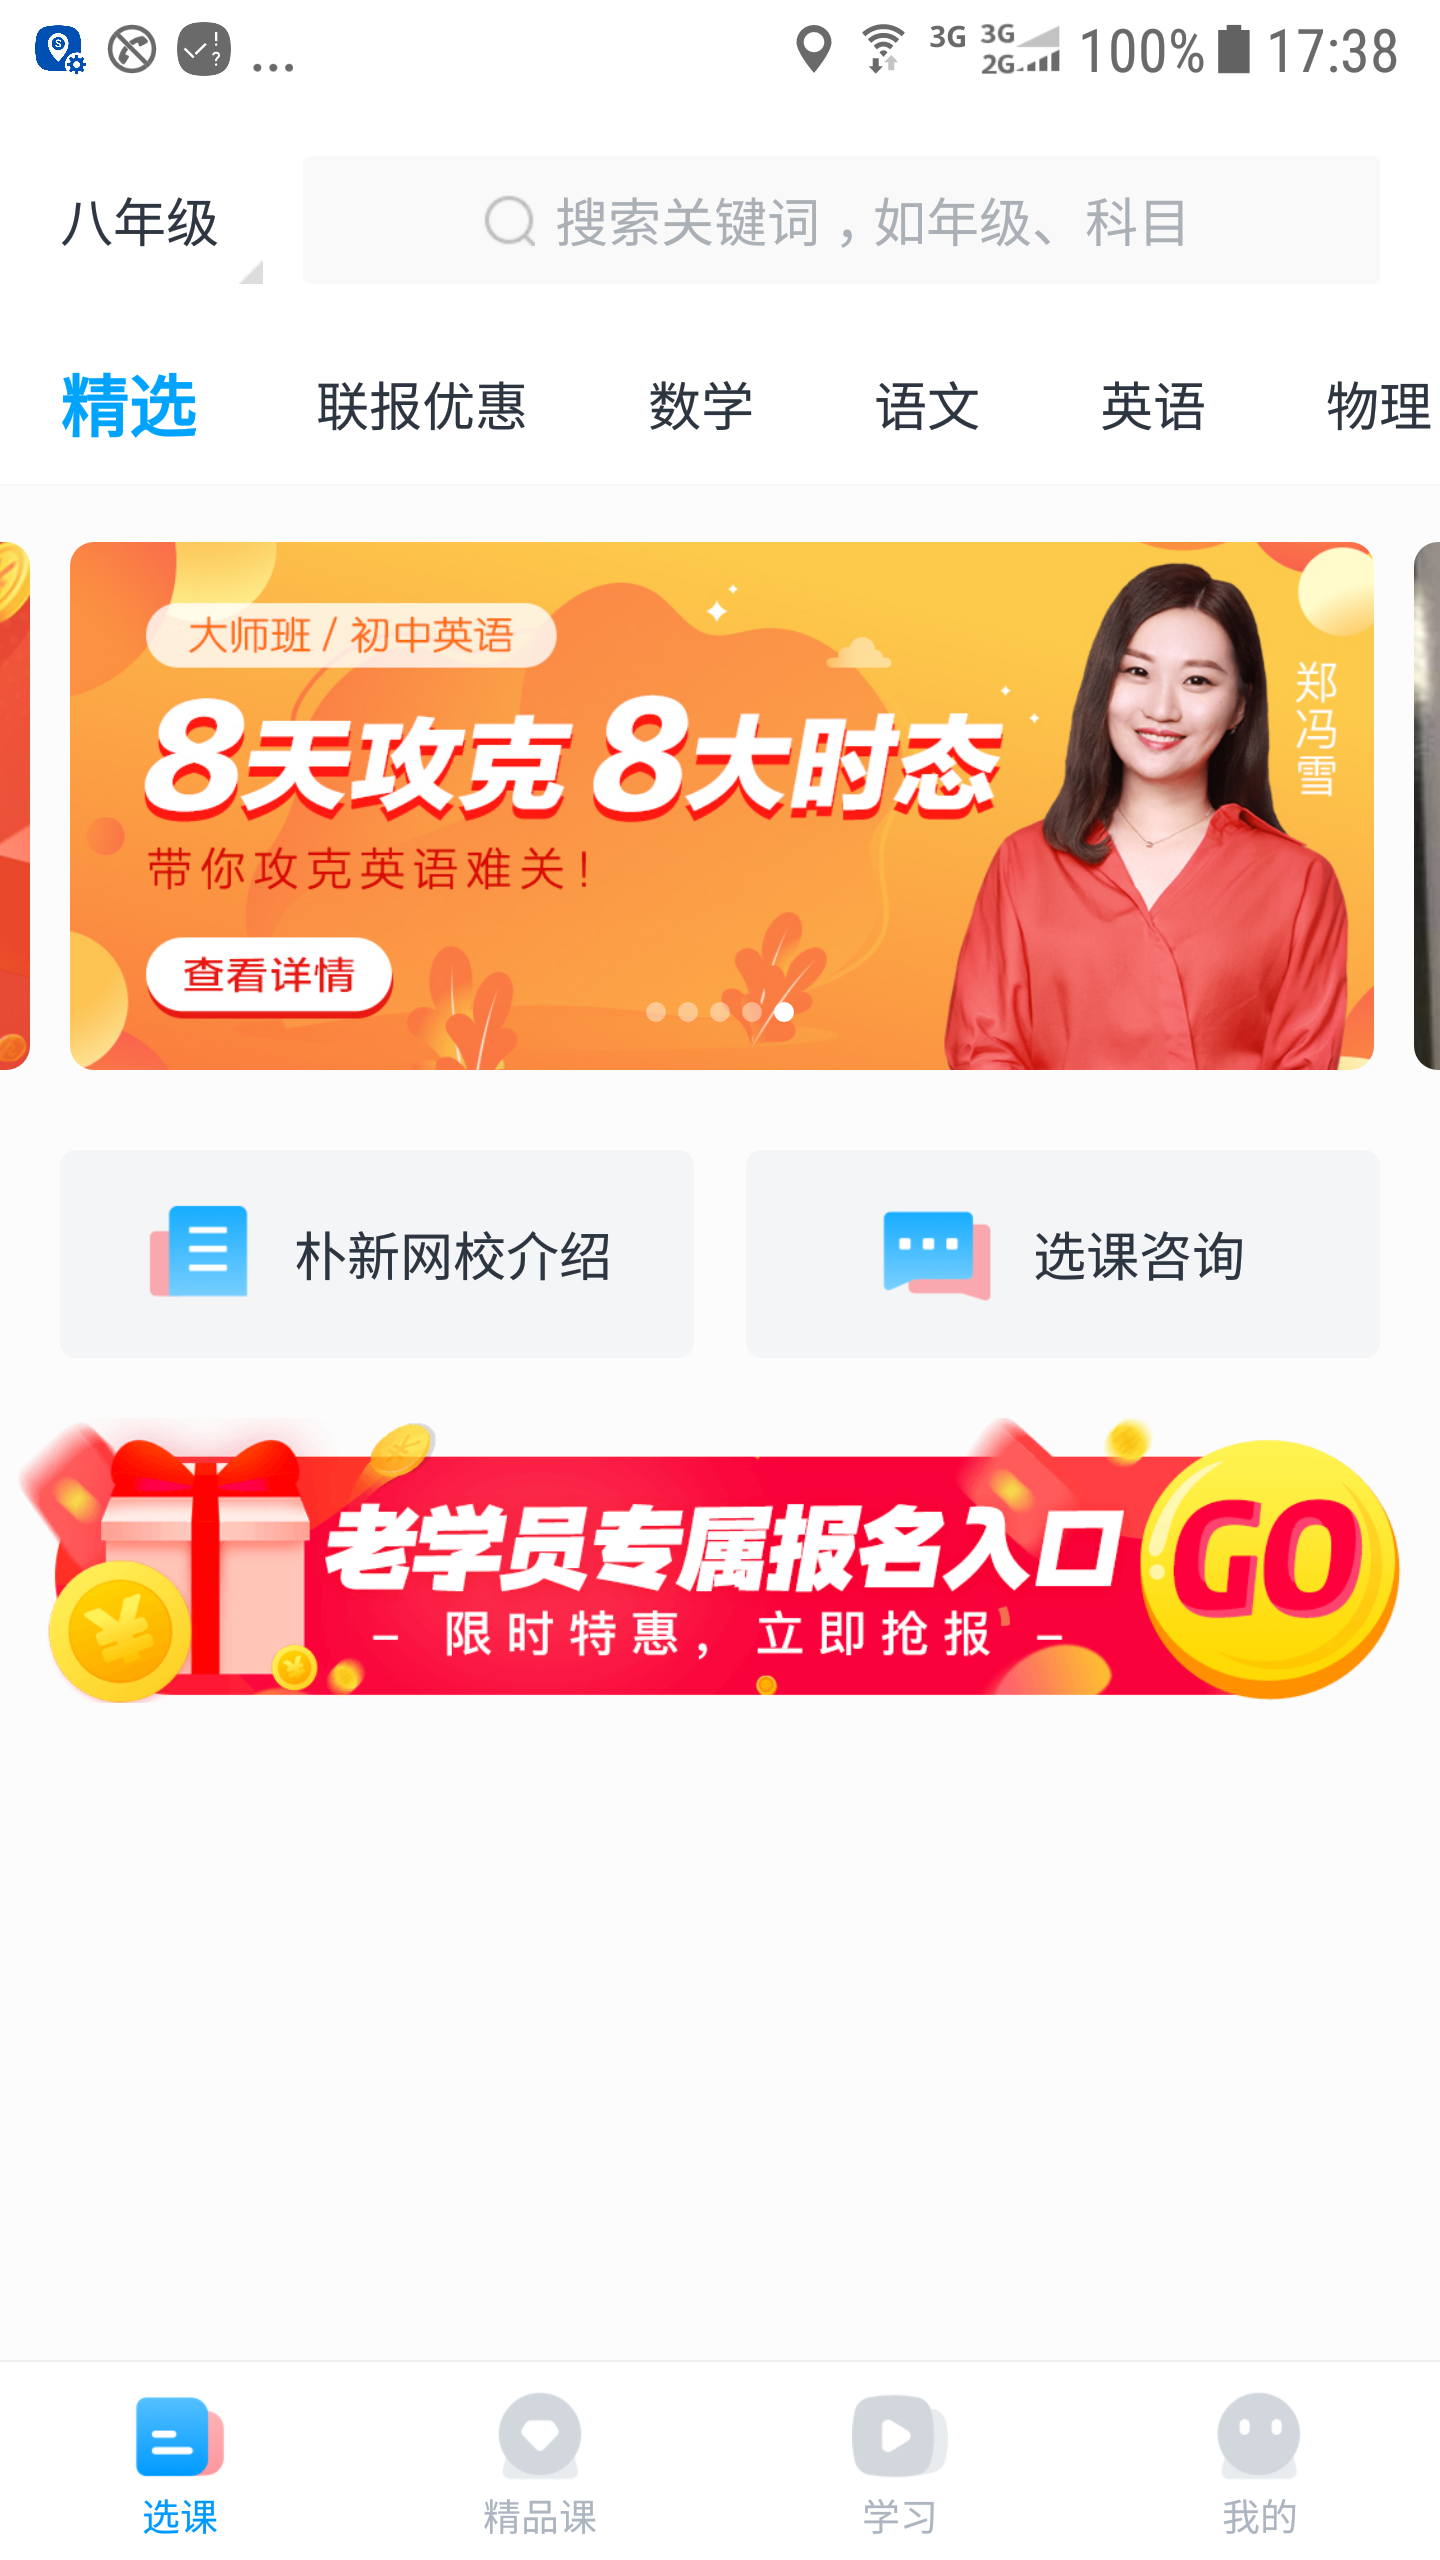 ... 3G 3G 2G 100% 17:38
八年级
搜索关键词，如年级、科目
精选 联报优惠 数学 语文 英语 物理
大师班 / 初中英语
8天攻克 8大时态
带你攻克英语难关！
查看详情
郑冯雪
朴新网校介绍
选课咨询
老学员专属报名入口
– 限时特惠，立即抢报 –
GO
选课 精品课 学习 我的